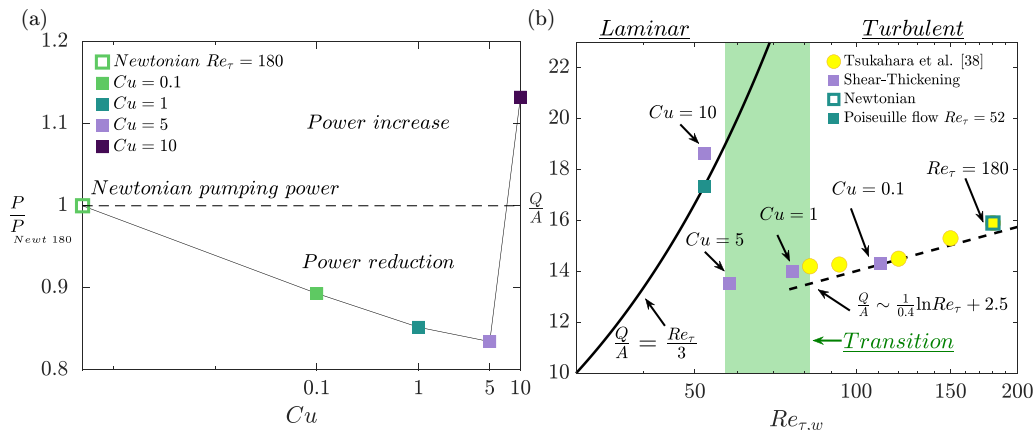 (a)
1.2
Newtonian Re_τ = 180
Cu = 0.1
Cu = 1
Cu = 5
Cu = 10
Power increase
1.1
Newtonian pumping power
P
P_Newt 180
1
Power reduction
0.9
0.8
0.1
1
5
10
Cu
(b)
Laminar
Turbulent
22
20
18
16
14
12
10
Q
A
Tsukahara et al. [38]
Shear-Thickening
Newtonian
Poiseuille flow Re_τ = 52
Cu = 10
Re_τ = 180
Cu = 0.1
Cu = 1
Cu = 5
Q/A ∼ 1/0.4 lnRe_τ + 2.5
Q/A = Re_τ/3
Transition
50
100
150
200
Re_τ,w